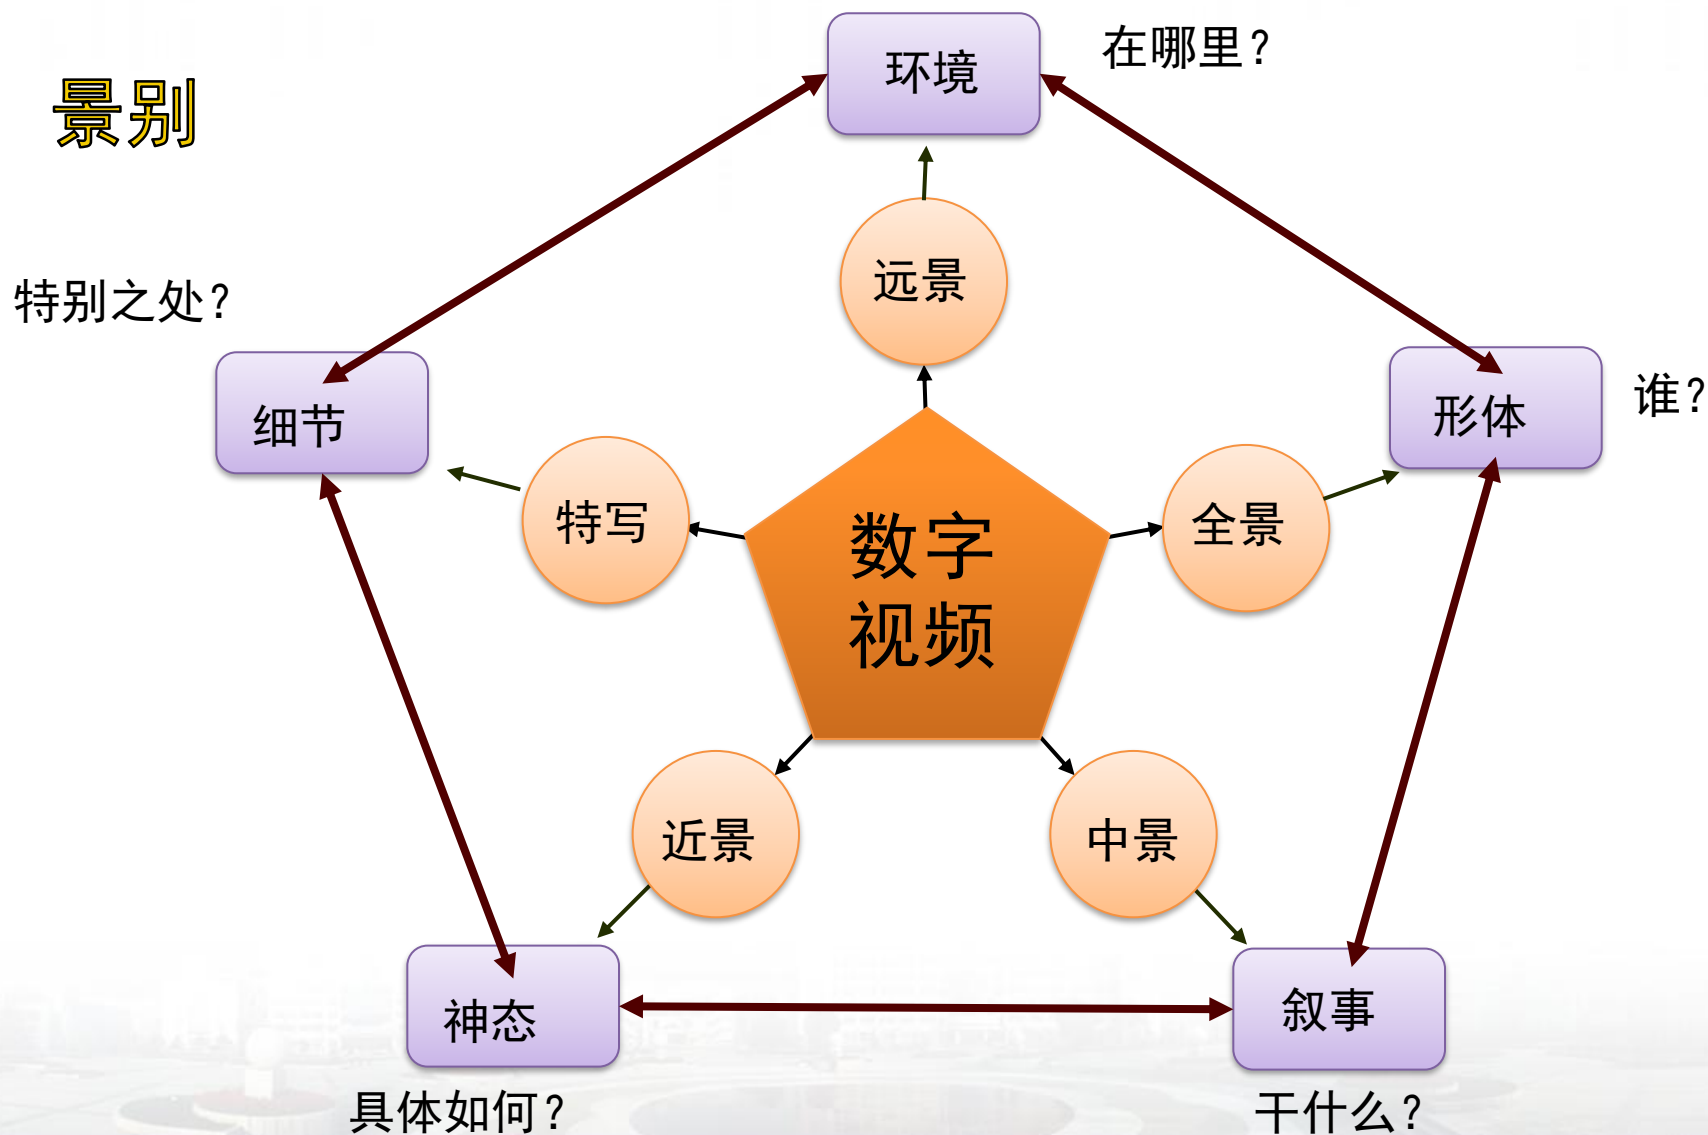 景别
环境
在哪里？
远景
特别之处？
细节
形体
谁？
特写
全景
数字
视频
近景
中景
神态
叙事
具体如何？
干什么？